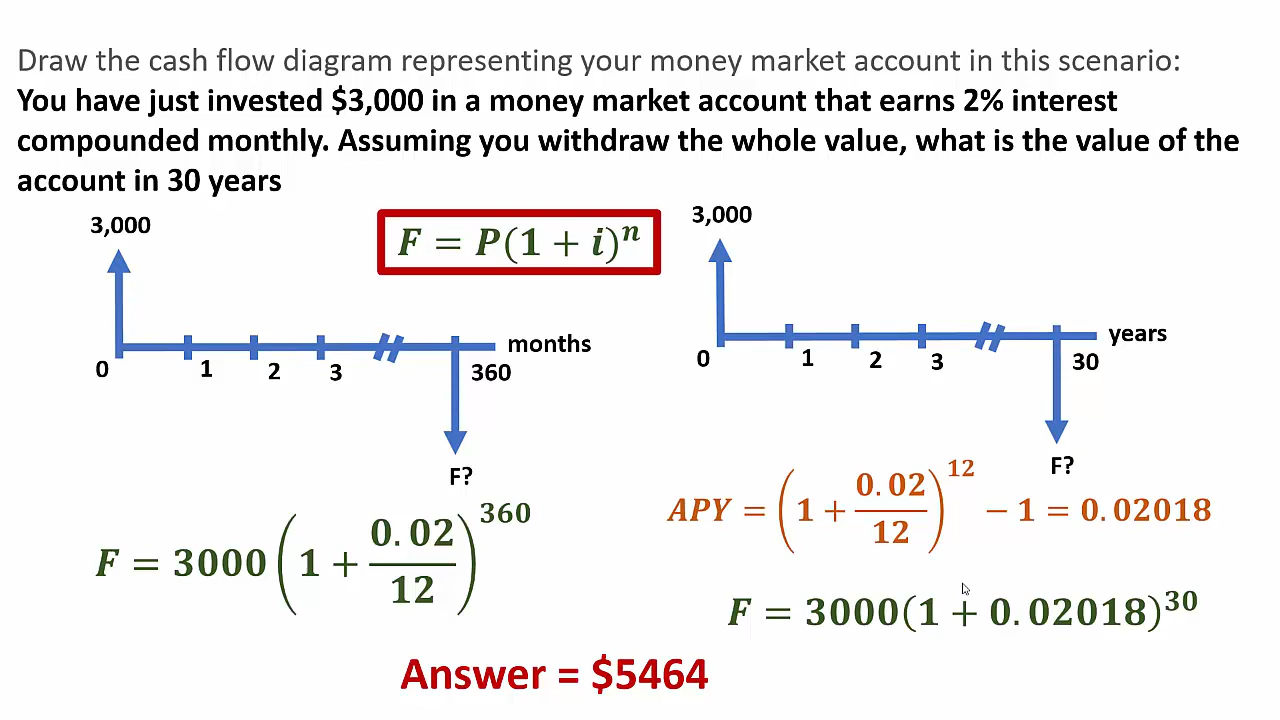 Draw the cash flow diagram representing your money market account in this scenario:
You have just invested $3,000 in a money market account that earns 2% interest
compounded monthly. Assuming you withdraw the whole value, what is the value of the
account in 30 years
3,000
F = P(1 + i)^n
3,000
months
0
1
2
3
360
F?
years
0
1
2
3
30
F?
APY = (1 + 0.02/12)^12 − 1 = 0.02018
F = 3000(1 + 0.02/12)^360
F = 3000(1 + 0.02018)^30
Answer = $5464